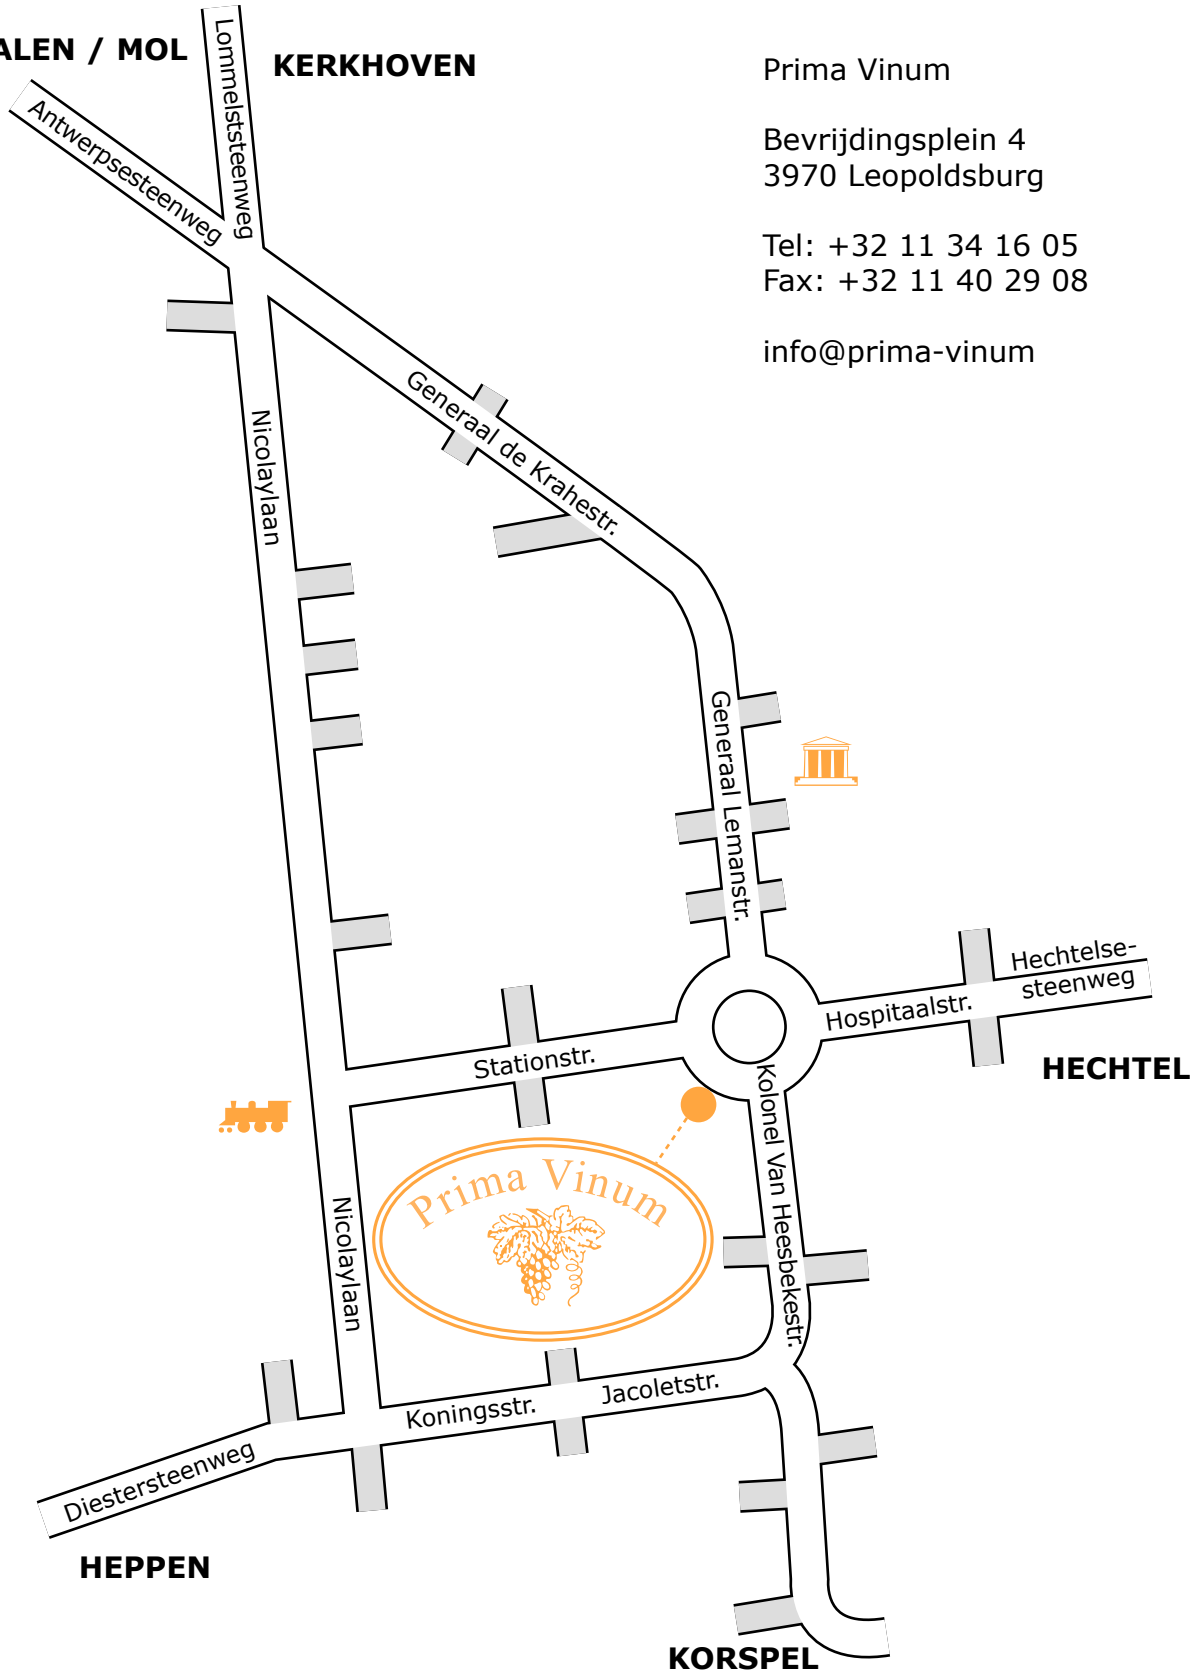 ALEN / MOL
KERKHOVEN
Lommelststeenweg
Antwerpsesteenweg
Prima Vinum
Bevrijdingsplein 4
3970 Leopoldsburg
Tel: +32 11 34 16 05
Fax: +32 11 40 29 08
info@prima-vinum
Generaal de Krahestr.
Nicolaylaan
Generaal Lemanstr.
Hechtelse-
steenweg
Hospitaalstr.
HECHTEL
Stationstr.
Kolonel Van Heesbekestr.
Prima Vinum
Nicolaylaan
Jacoletstr.
Koningsstr.
Diestersteenweg
HEPPEN
KORSPEL